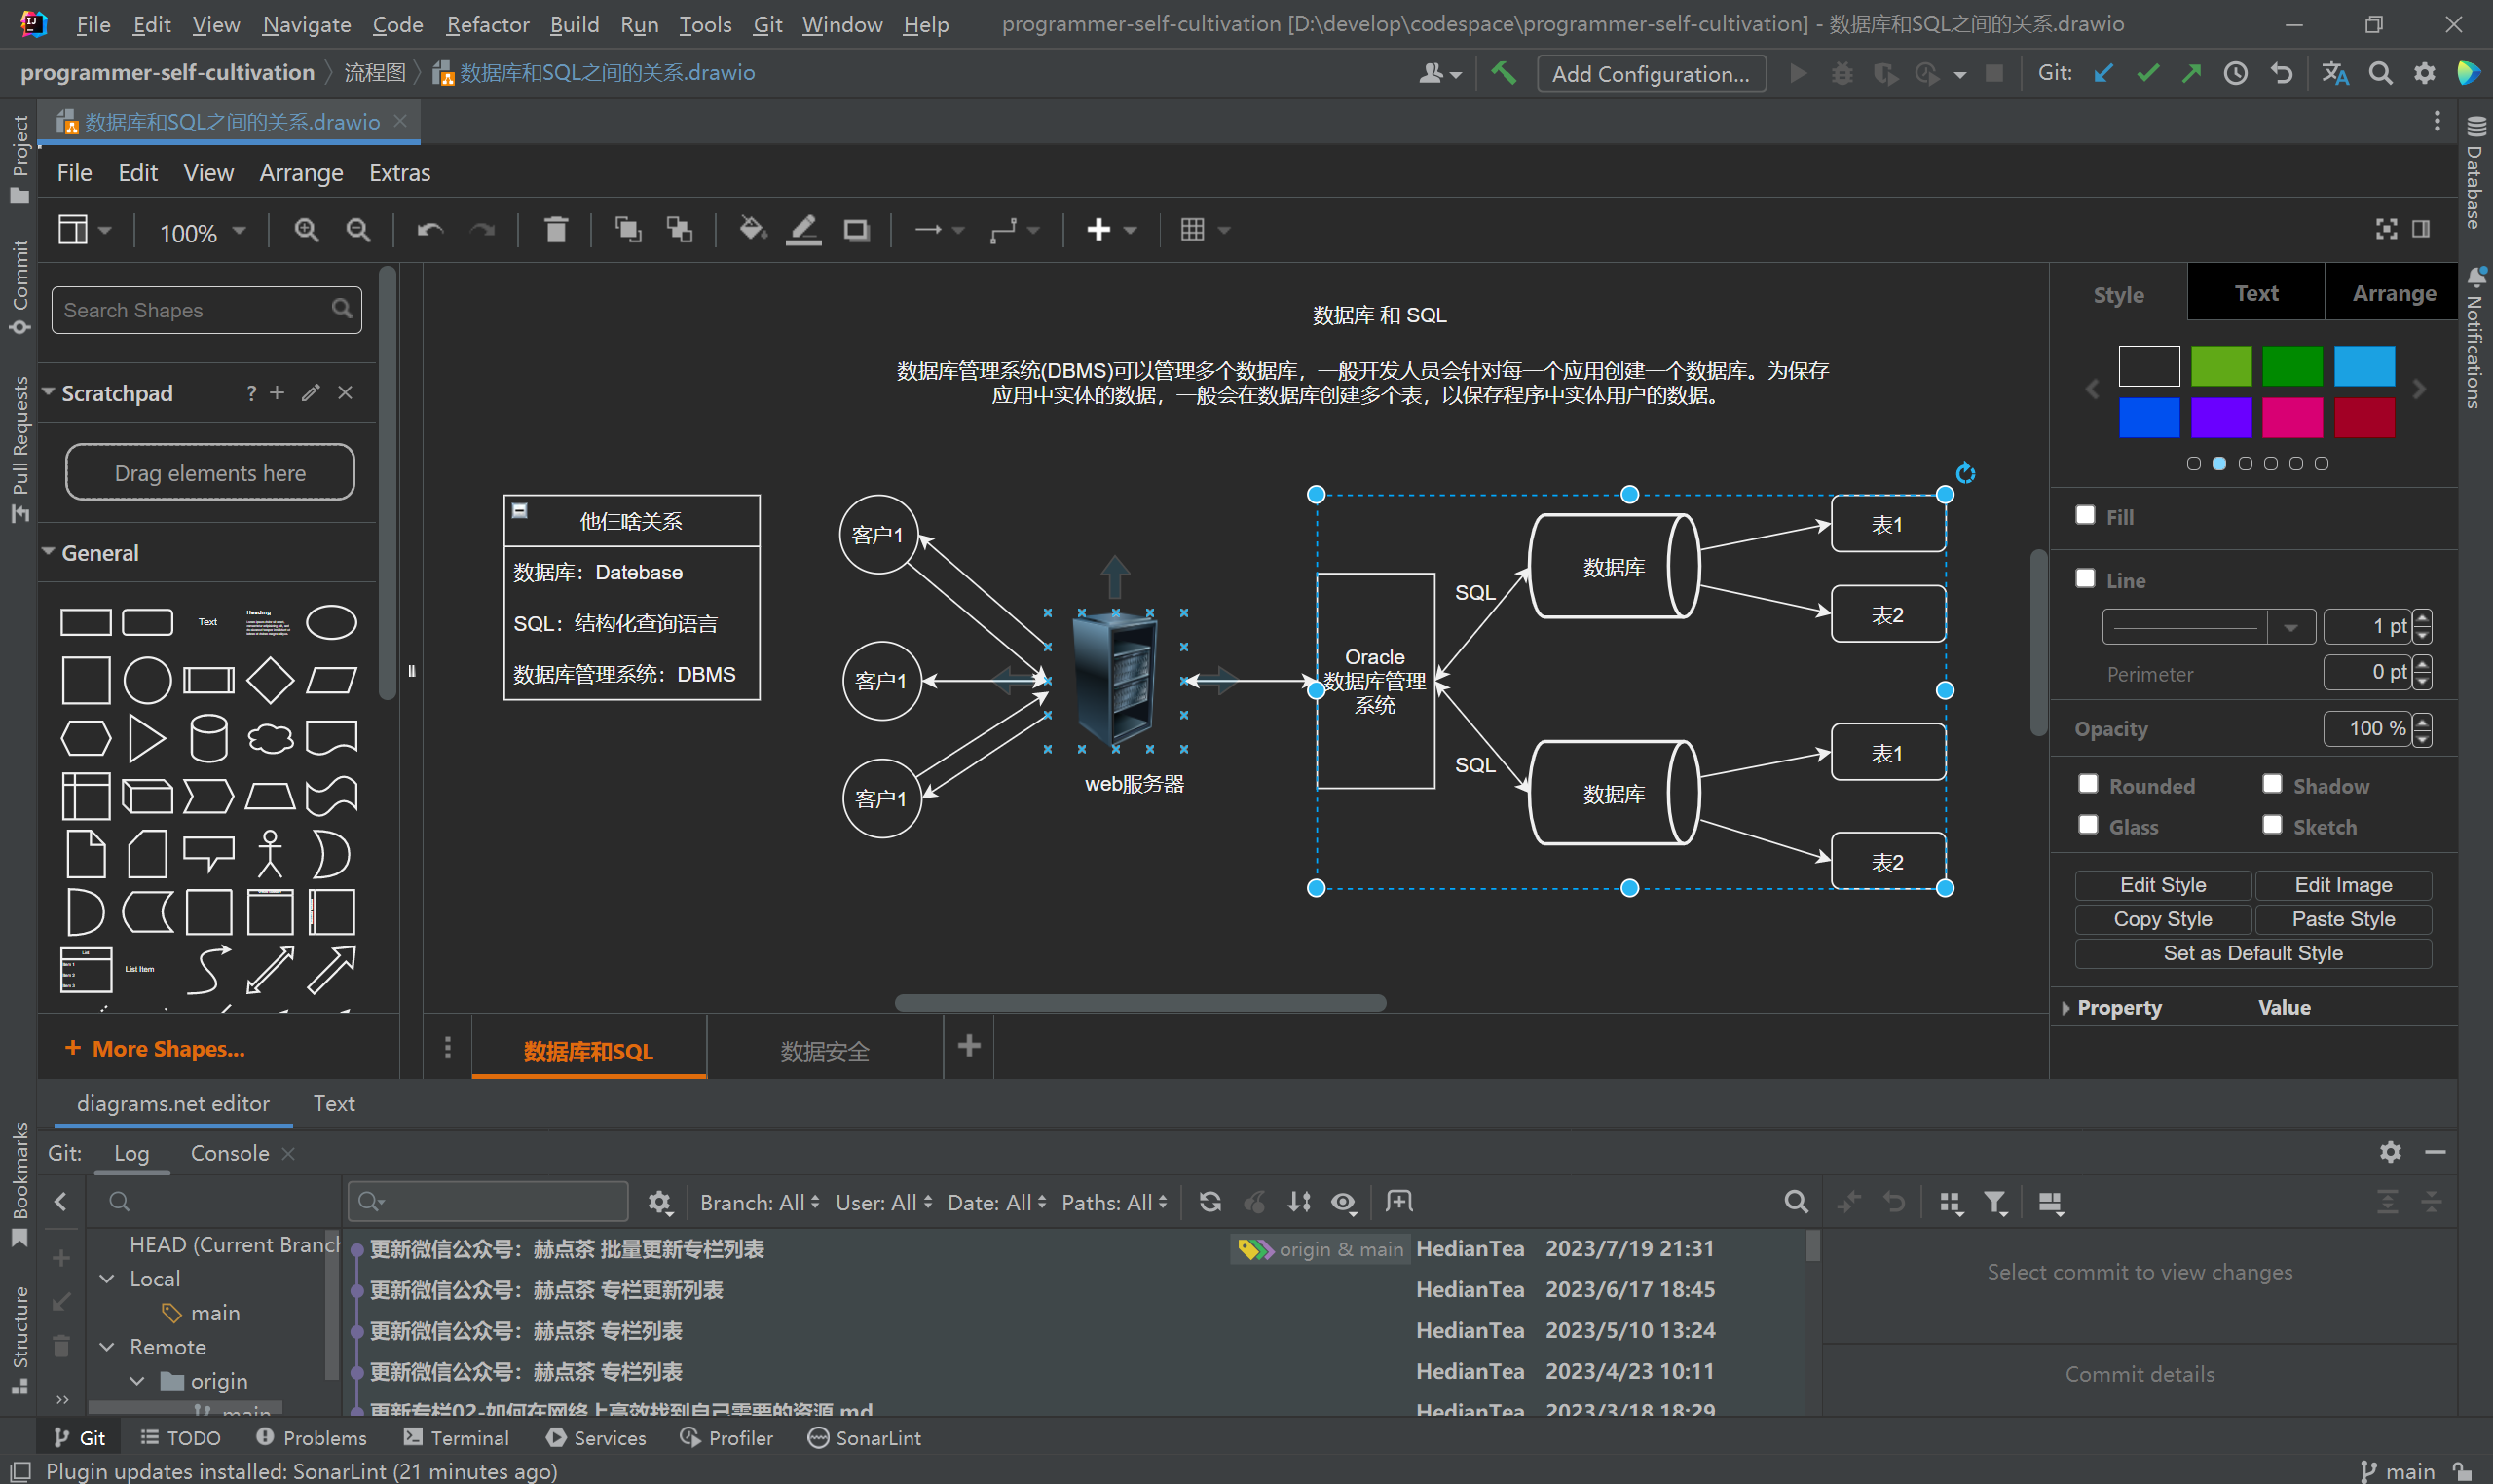 File Edit View Navigate Code Refactor Build Run Tools Git Window Help programmer-self-cultivation [D:\develop\codespace\programmer-self-cultivation] - 数据库和SQL之间的关系.drawio
programmer-self-cultivation 流程图 数据库和SQL之间的关系.drawio Add Configuration... Git:
数据库和SQL之间的关系.drawio
Project
Commit
Pull Requests
Bookmarks
Structure
Database
Notifications
File Edit View Arrange Extras
100%
Search Shapes
Scratchpad ?
Drag elements here
General
Text
Heading
List
Item 1
Item 2
Item 3
List Item
+ More Shapes...
数据库 和 SQL
数据库管理系统(DBMS)可以管理多个数据库，一般开发人员会针对每一个应用创建一个数据库。为保存
应用中实体的数据，一般会在数据库创建多个表，以保存程序中实体用户的数据。
他仨啥关系
数据库：Datebase
SQL：结构化查询语言
数据库管理系统：DBMS
客户1
客户1
客户1
web服务器
Oracle
数据库管理
系统
SQL
SQL
数据库
数据库
表1
表2
表1
表2
Style Text Arrange
Fill
Line
1 pt
Perimeter 0 pt
Opacity 100 %
Rounded Shadow
Glass Sketch
Edit Style Edit Image
Copy Style Paste Style
Set as Default Style
Property Value
数据库和SQL 数据安全
diagrams.net editor Text
Git: Log Console
Branch: All User: All Date: All Paths: All
HEAD (Current Branch
Local
main
Remote
origin
main
更新微信公众号：赫点茶 批量更新专栏列表 origin & main HedianTea 2023/7/19 21:31
更新微信公众号：赫点茶 专栏更新列表 HedianTea 2023/6/17 18:45
更新微信公众号：赫点茶 专栏列表 HedianTea 2023/5/10 13:24
更新微信公众号：赫点茶 专栏列表 HedianTea 2023/4/23 10:11
更新专栏02-如何在网络上高效找到自己需要的资源.md HedianTea 2023/3/18 18:29
Select commit to view changes
Commit details
Git TODO Problems Terminal Services Profiler SonarLint
Plugin updates installed: SonarLint (21 minutes ago) main